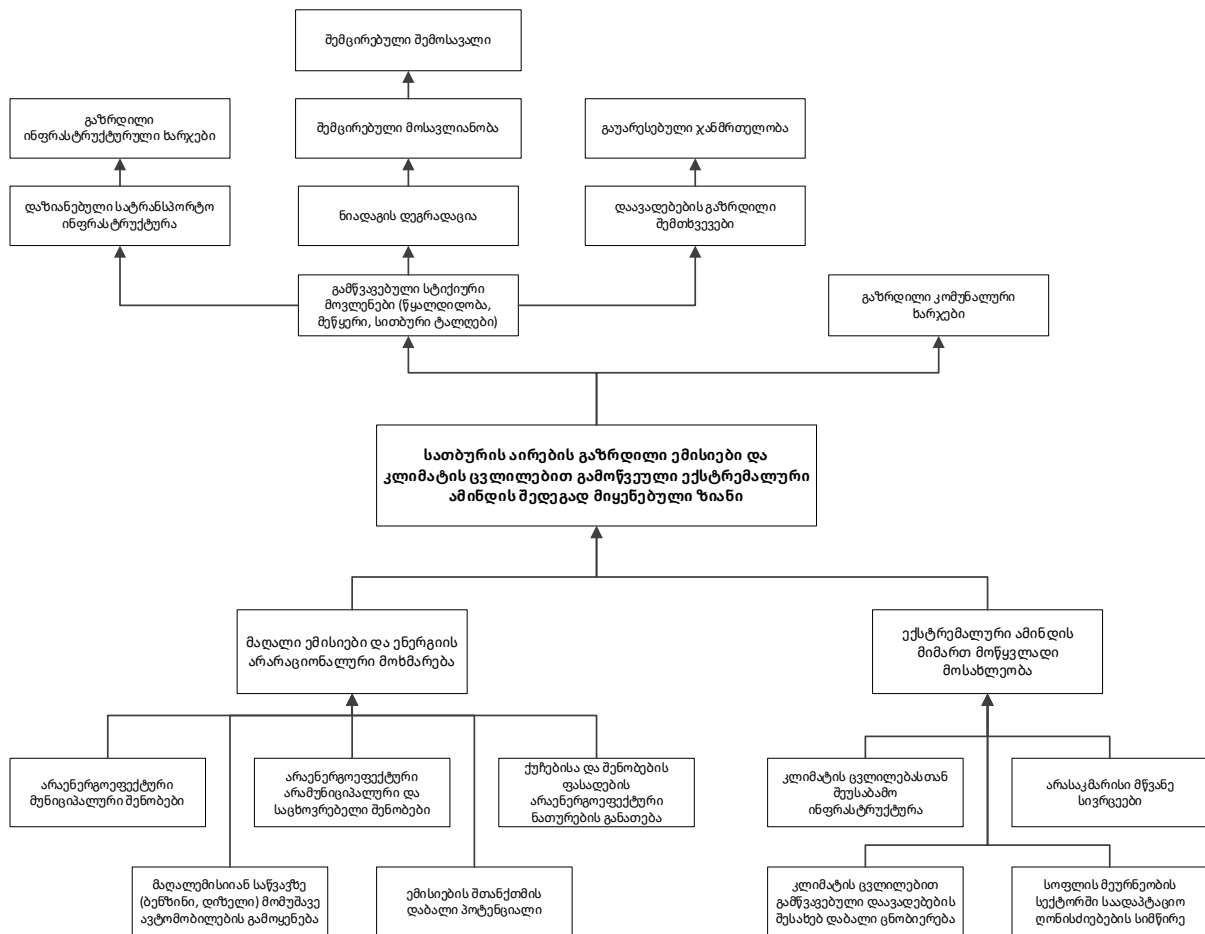 შემცირებული შემოსავალი
გაზრდილი
ინფრასტრუქტურული ხარჯები
შემცირებული მოსავლიანობა
გაუარესებული ჯანმრთელობა
დაზიანებული სატრანსპორტო
ინფრასტრუქტურა
ნიადაგის დეგრადაცია
დაავადებების გაზრდილი
შემთხვევები
გამწვავებული სტიქიური
მოვლენები (წყალდიდობა,
მეწყერი, სითბური ტალღები)
გაზრდილი კომუნალური
ხარჯები
სათბურის აირების გაზრდილი ემისიები და
კლიმატის ცვლილებით გამოწვეული ექსტრემალური
ამინდის შედეგად მიყენებული ზიანი
მაღალი ემისიები და ენერგიის
არარაციონალური მოხმარება
ექსტრემალური ამინდის
მიმართ მოწყვლადი
მოსახლეობა
არაენერგოეფექტური
მუნიციპალური შენობები
არაენერგოეფექტური
არამუნიციპალური და
საცხოვრებელი შენობები
ქუჩებისა და შენობების
ფასადების
არაენერგოეფექტური
ნათურების განათება
კლიმატის ცვლილებასთან
შეუსაბამო
ინფრასტრუქტურა
არასაკმარისი მწვანე
სივრცეები
მაღალემისიიან საწვავზე
(ბენზინი, დიზელი) მომუშავე
ავტომობილების გამოყენება
ემისიების შთანქთმის
დაბალი პოტენციალი
კლიმატის ცვლილებით
გამწვავებული დაავადებების
შესახებ დაბალი ცნობიერება
სოფლის მეურნეობის
სექტორში საადაპტაციო
ღონისძიებების სიმწირე